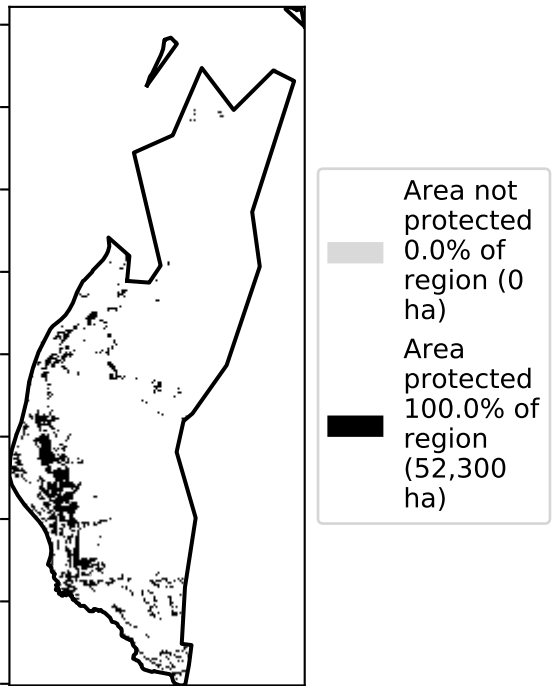 Area not
protected
0.0% of
region (0
ha)
Area
protected
100.0% of
region
(52,300
ha)